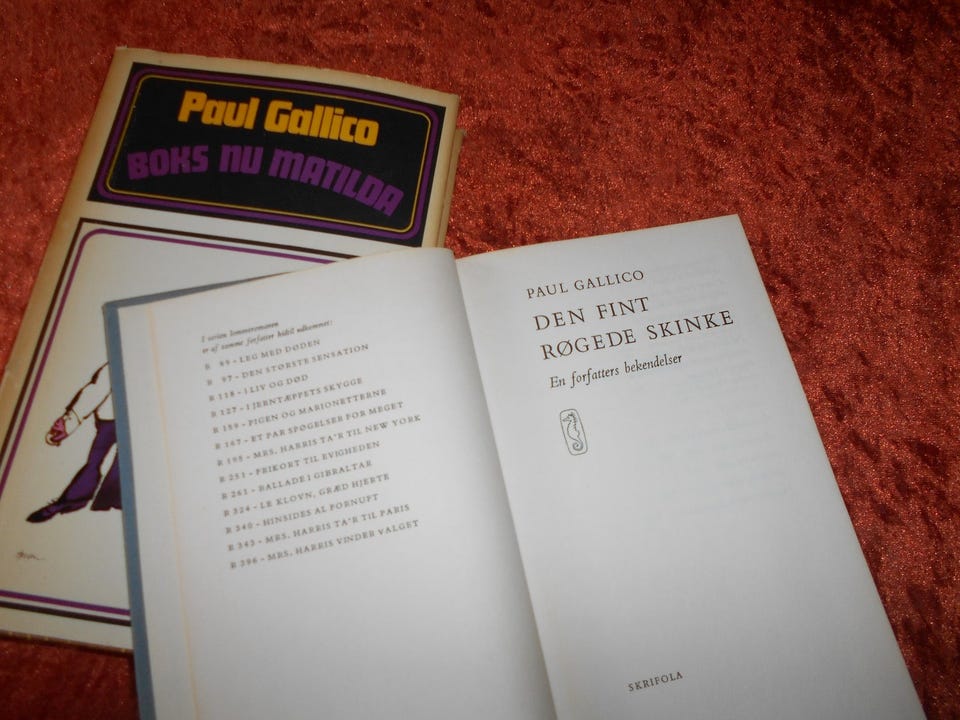 Paul Gallico
BOKS NU MATILDA
I serien lommeromaner
er af samme forfatter hidtil udkommet:
R 89 - LEG MED DØDEN
R 97 - DEN STØRSTE SENSATION
R 118 - I LIV OG DØD
R 127 - I JERNTÆPPETS SKYGGE
R 159 - PIGEN OG MARIONETTERNE
R 167 - ET PAR SPØGELSER FOR MEGET
R 195 - MRS. HARRIS TA'R TIL NEW YORK
R 251 - FRIKORT TIL EVIGHEDEN
R 261 - BALLADE I GIBRALTAR
R 324 - LE KLOVN, GRÆD HJERTE
R 340 - HINSIDES AL FORNUFT
R 343 - MRS. HARRIS TA'R TIL PARIS
R 396 - MRS. HARRIS VINDER VALGET
PAUL GALLICO
DEN FINT
RØGEDE SKINKE
En forfatters bekendelser
SKRIFOLA